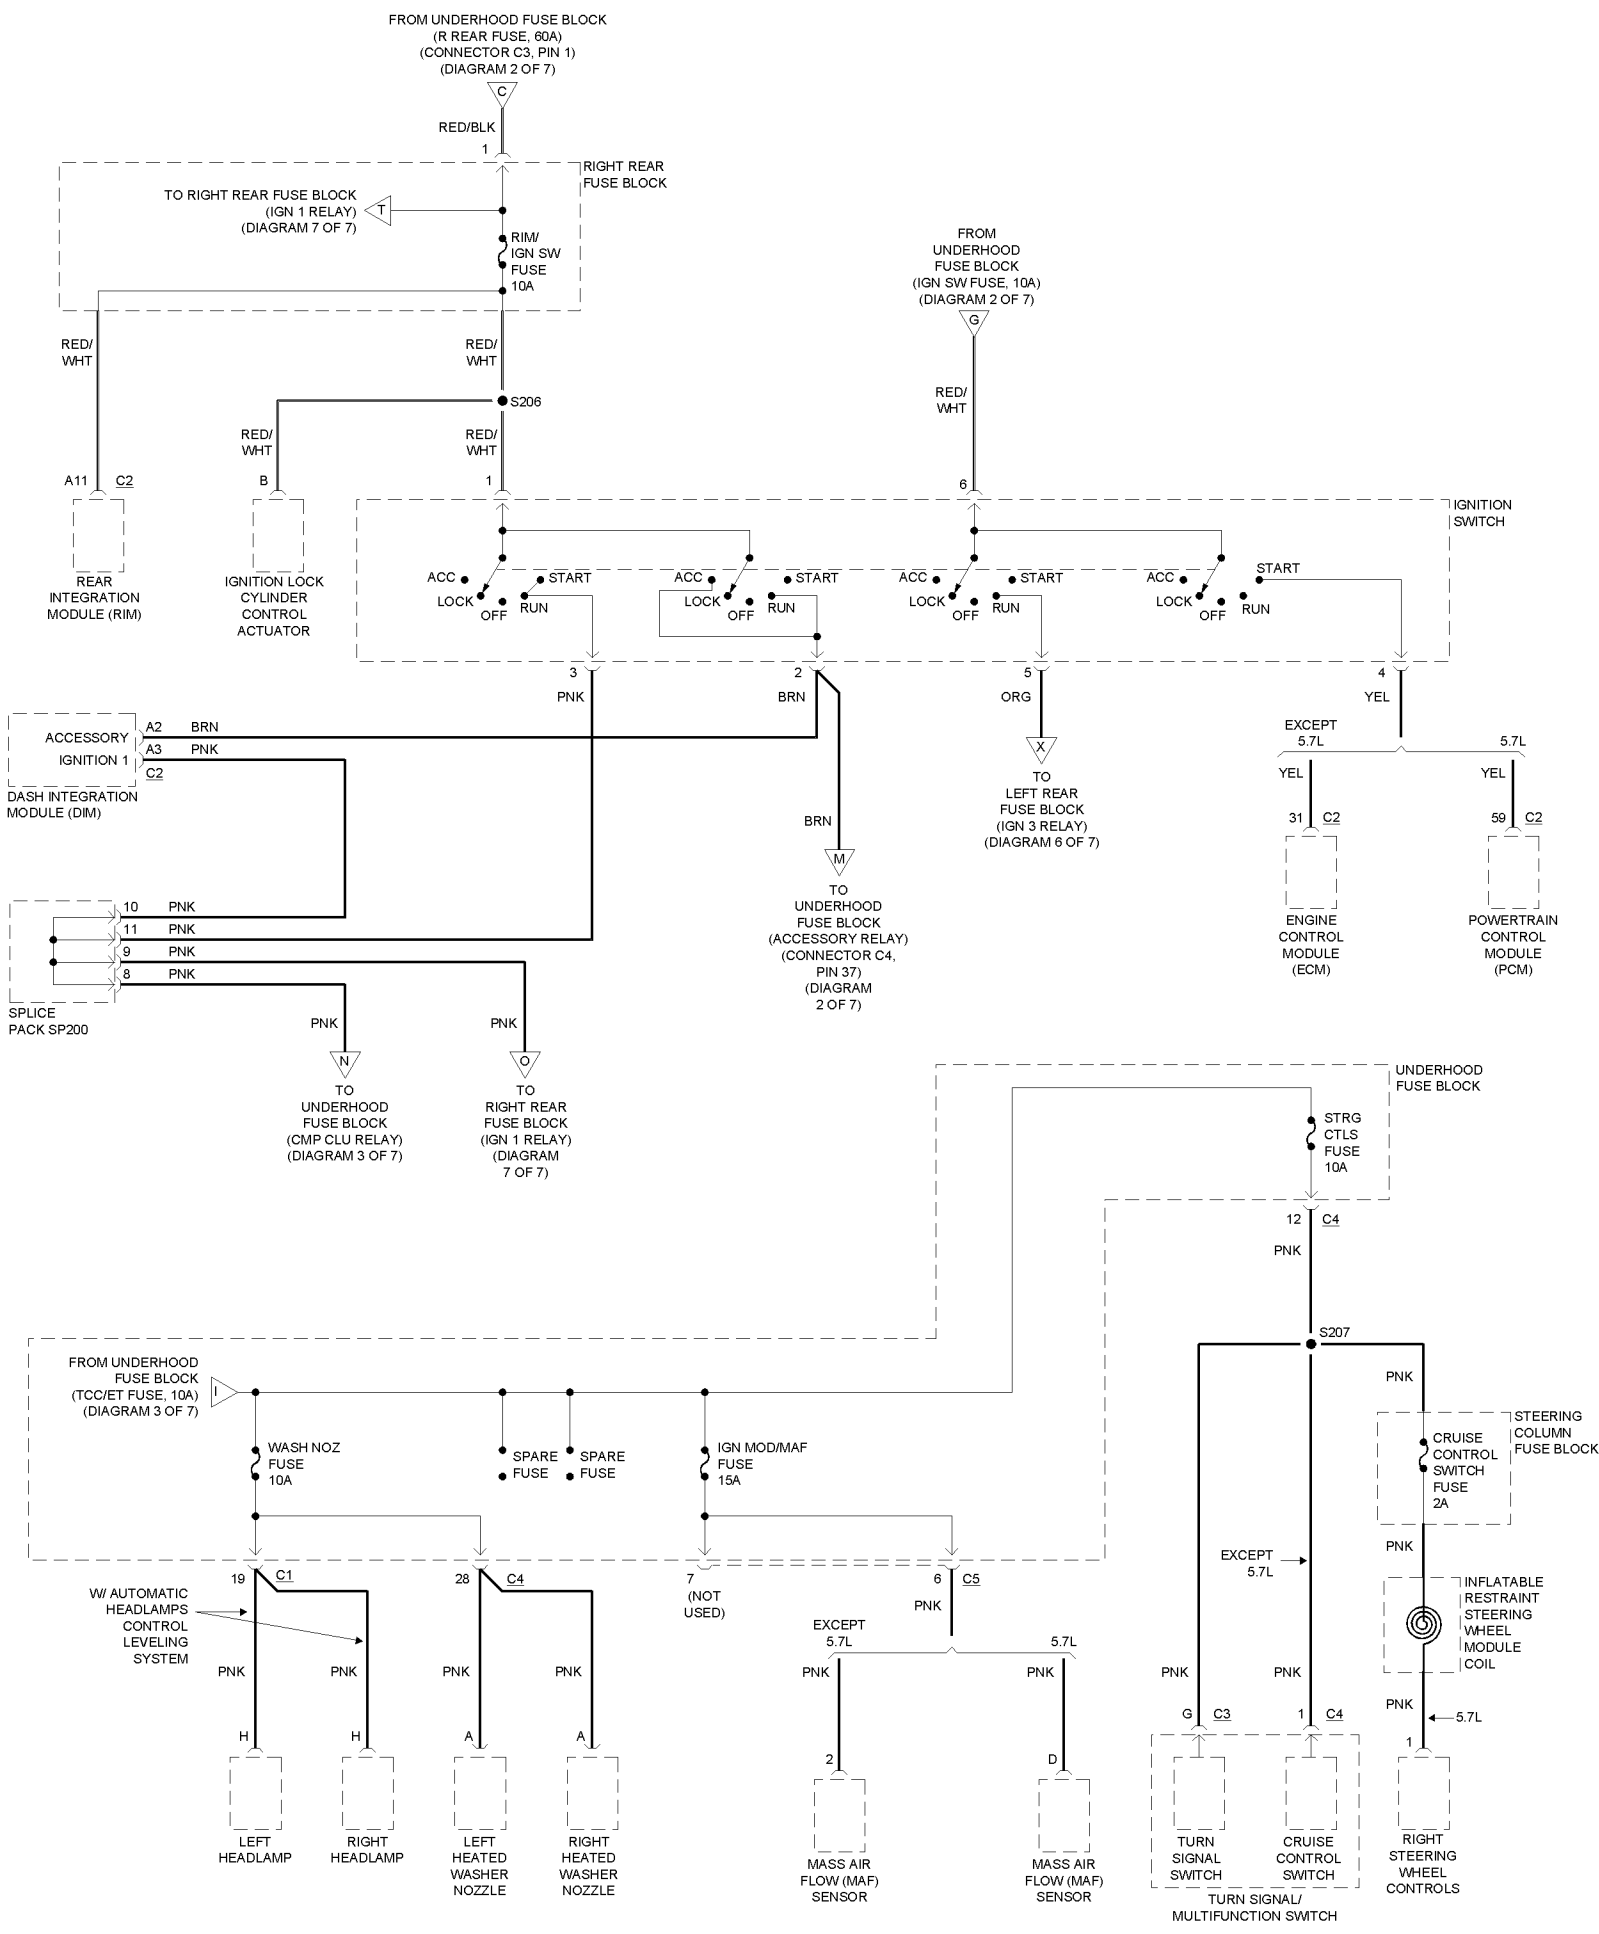 FROM UNDERHOOD FUSE BLOCK
(R REAR FUSE, 60A)
(CONNECTOR C3, PIN 1)
(DIAGRAM 2 OF 7)
C
RED/BLK
1
RIGHT REAR
FUSE BLOCK
TO RIGHT REAR FUSE BLOCK
(IGN 1 RELAY)
(DIAGRAM 7 OF 7)
T
RIM/
IGN SW
FUSE
10A
FROM
UNDERHOOD
FUSE BLOCK
(IGN SW FUSE, 10A)
(DIAGRAM 2 OF 7)
G
RED/
WHT
RED/
WHT
RED/
WHT
S206
RED/
WHT
RED/
WHT
A11
C2
B
1
6
IGNITION
SWITCH
REAR
INTEGRATION
MODULE (RIM)
IGNITION LOCK
CYLINDER
CONTROL
ACTUATOR
ACC
LOCK
OFF
RUN
START
ACC
LOCK
OFF
RUN
START
ACC
LOCK
OFF
RUN
START
ACC
LOCK
OFF
RUN
START
3
PNK
2
BRN
5
ORG
4
YEL
ACCESSORY
IGNITION 1
A2
BRN
A3
PNK
C2
DASH INTEGRATION
MODULE (DIM)
X
TO
LEFT REAR
FUSE BLOCK
(IGN 3 RELAY)
(DIAGRAM 6 OF 7)
EXCEPT
5.7L
5.7L
YEL
YEL
31
C2
59
C2
ENGINE
CONTROL
MODULE
(ECM)
POWERTRAIN
CONTROL
MODULE
(PCM)
BRN
M
TO
UNDERHOOD
FUSE BLOCK
(ACCESSORY RELAY)
(CONNECTOR C4,
PIN 37)
(DIAGRAM
2 OF 7)
10
PNK
11
PNK
9
PNK
8
PNK
SPLICE
PACK SP200
PNK
PNK
N
TO
UNDERHOOD
FUSE BLOCK
(CMP CLU RELAY)
(DIAGRAM 3 OF 7)
O
TO
RIGHT REAR
FUSE BLOCK
(IGN 1 RELAY)
(DIAGRAM
7 OF 7)
UNDERHOOD
FUSE BLOCK
STRG
CTLS
FUSE
10A
12
C4
PNK
S207
FROM UNDERHOOD
FUSE BLOCK
(TCC/ET FUSE, 10A)
(DIAGRAM 3 OF 7)
I
WASH NOZ
FUSE
10A
SPARE
FUSE
SPARE
FUSE
IGN MOD/MAF
FUSE
15A
PNK
STEERING
COLUMN
FUSE BLOCK
CRUISE
CONTROL
SWITCH
FUSE
2A
PNK
EXCEPT
5.7L
INFLATABLE
RESTRAINT
STEERING
WHEEL
MODULE
COIL
19
C1
28
C4
7
(NOT
USED)
6
C5
PNK
W/ AUTOMATIC
HEADLAMPS
CONTROL
LEVELING
SYSTEM
EXCEPT
5.7L
5.7L
PNK
PNK
PNK
PNK
PNK
PNK
PNK
PNK
PNK
5.7L
H
H
A
A
2
D
G
C3
1
C4
1
LEFT
HEADLAMP
RIGHT
HEADLAMP
LEFT
HEATED
WASHER
NOZZLE
RIGHT
HEATED
WASHER
NOZZLE
MASS AIR
FLOW (MAF)
SENSOR
MASS AIR
FLOW (MAF)
SENSOR
TURN
SIGNAL
SWITCH
CRUISE
CONTROL
SWITCH
RIGHT
STEERING
WHEEL
CONTROLS
TURN SIGNAL/
MULTIFUNCTION SWITCH